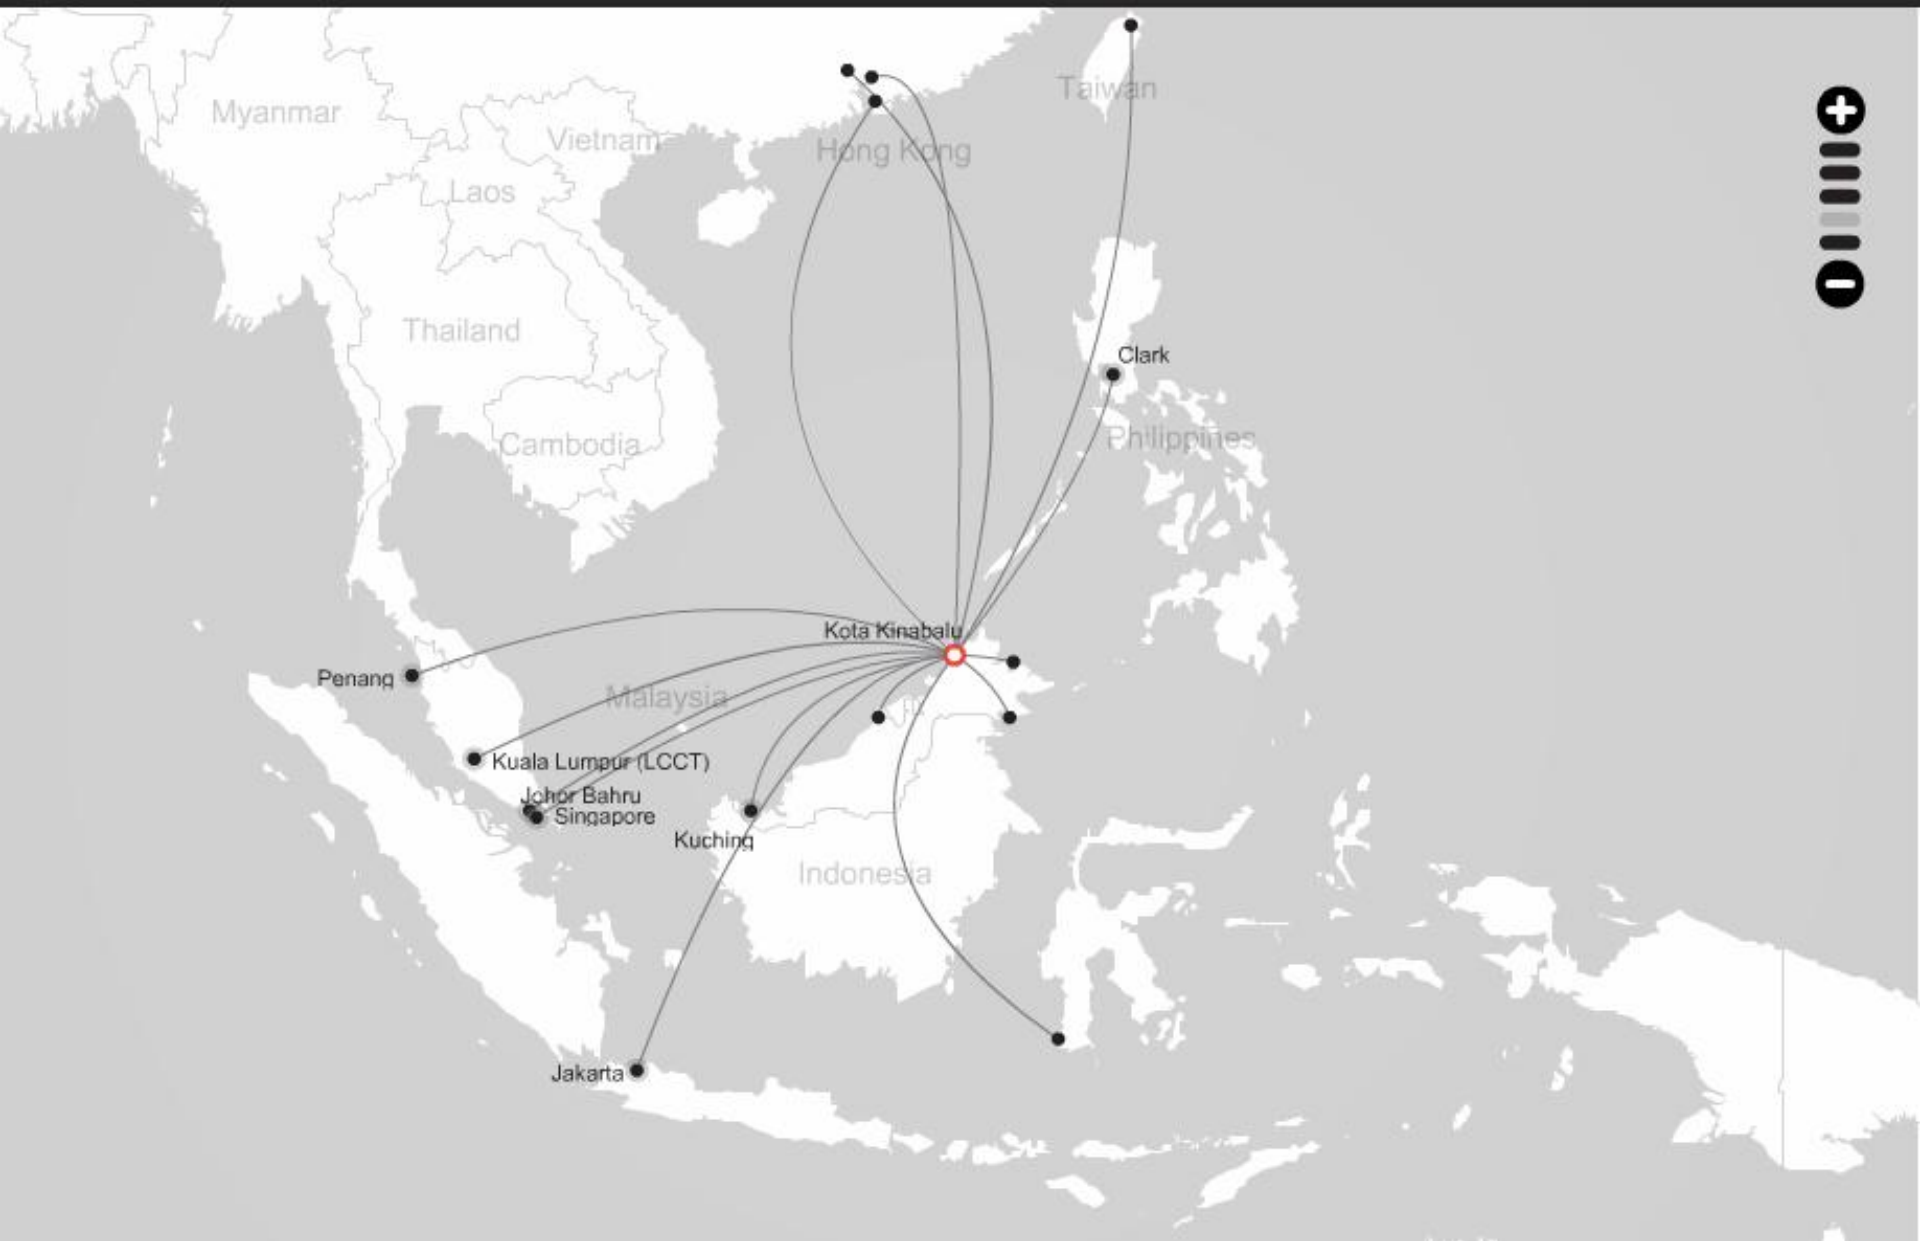 Taiwan
Myanmar
Vietnam
Hong Kong
Laos
Thailand
Clark
Philippines
Cambodia
Kota Kinabalu
Penang
Malaysia
Kuala Lumpur (LCCT)
Johor Bahru
Singapore
Kuching
Indonesia
Jakarta